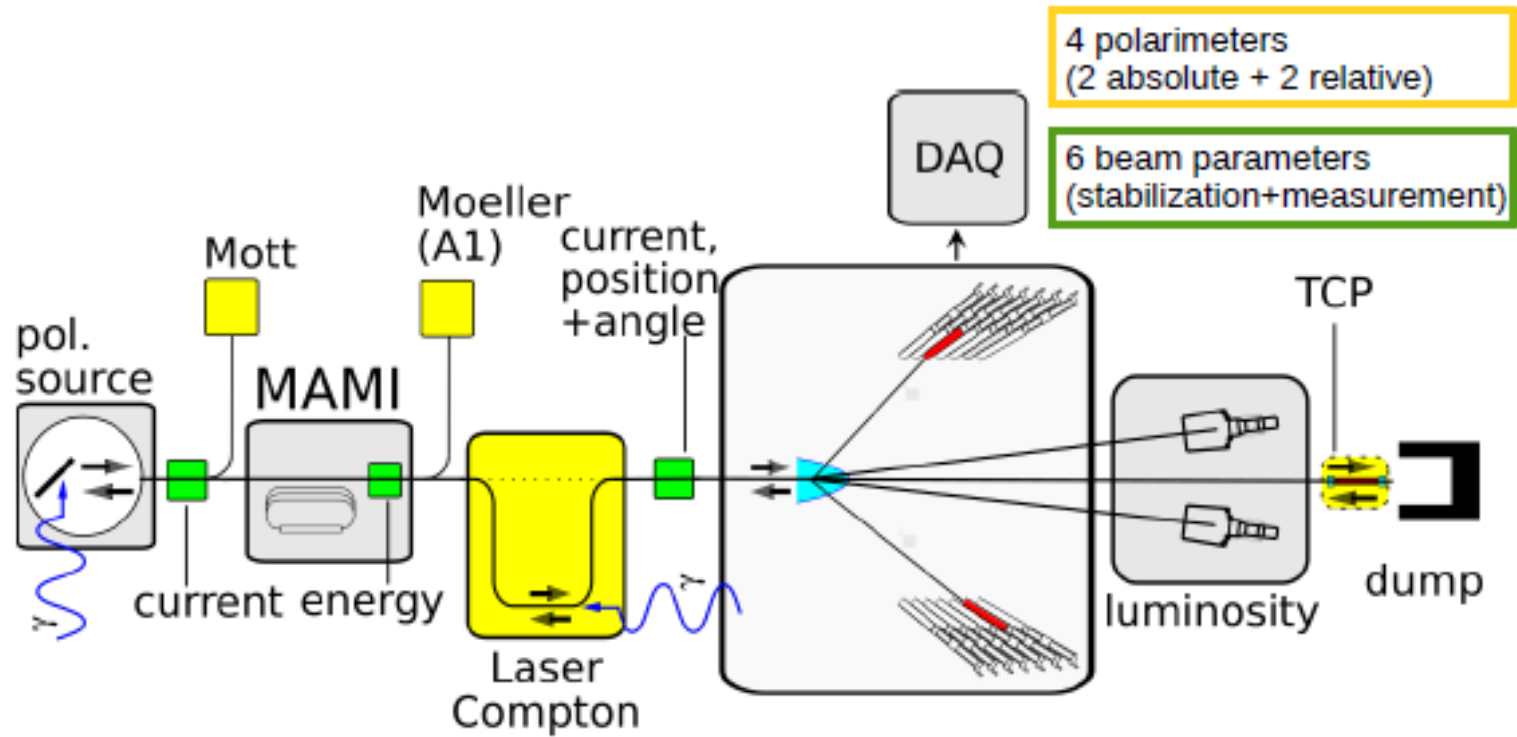 4 polarimeters
(2 absolute + 2 relative)
6 beam parameters
(stabilization+measurement)
DAQ
Moeller
(A1)
Mott
current,
position
+angle
TCP
pol.
source
MAMI
γ
current
energy
γ
Laser
Compton
luminosity
dump